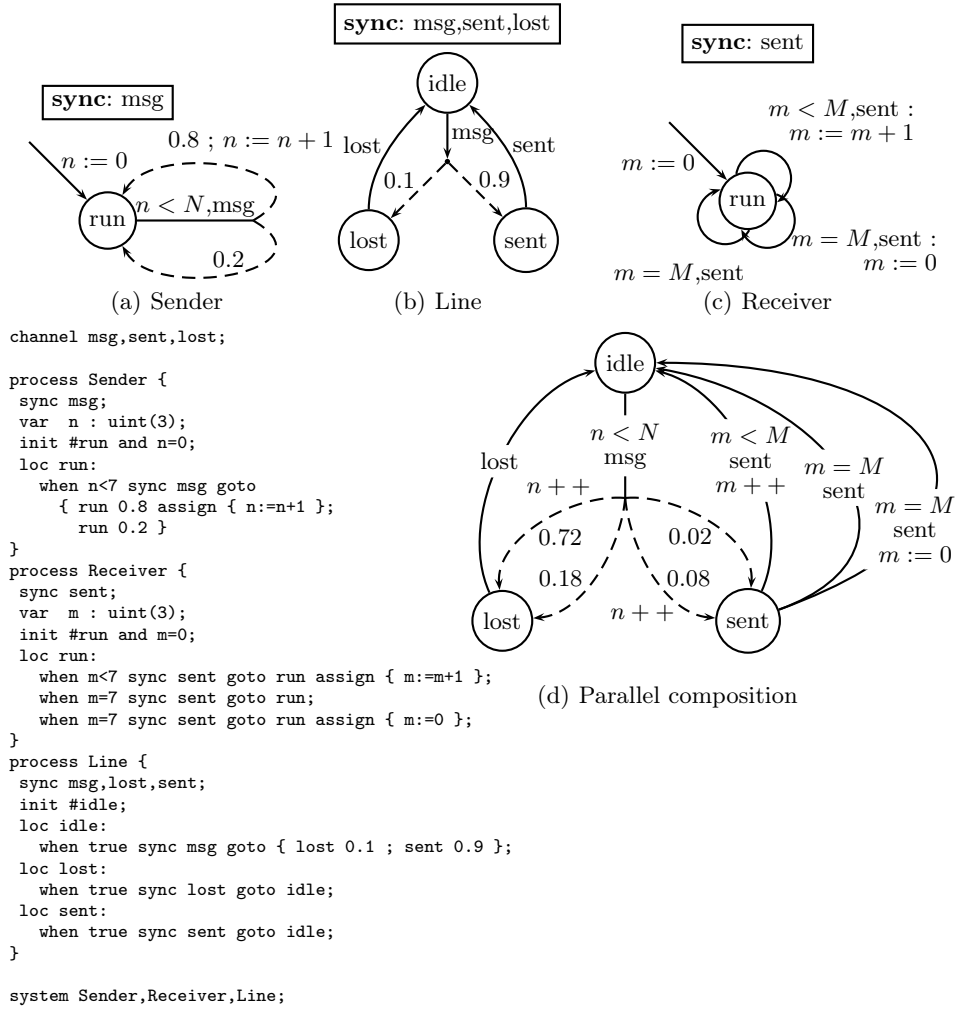 sync: msg,sent,lost
sync: sent
sync: msg
n := 0
0.8 ; n := n + 1
run
n < N,msg
0.2
(a) Sender
idle
lost
msg
sent
0.1
0.9
lost
sent
(b) Line
m := 0
m < M,sent :
m := m + 1
run
m = M,sent :
m := 0
m = M,sent
(c) Receiver
channel msg,sent,lost;
process Sender {
sync msg;
var n : uint(3);
init #run and n=0;
loc run:
when n<7 sync msg goto
{ run 0.8 assign { n:=n+1 };
run 0.2 }
}
process Receiver {
sync sent;
var m : uint(3);
init #run and m=0;
loc run:
when m<7 sync sent goto run assign { m:=m+1 };
when m=7 sync sent goto run;
when m=7 sync sent goto run assign { m:=0 };
}
process Line {
sync msg,lost,sent;
init #idle;
loc idle:
when true sync msg goto { lost 0.1 ; sent 0.9 };
loc lost:
when true sync lost goto idle;
loc sent:
when true sync sent goto idle;
}
system Sender,Receiver,Line;
idle
lost
n < N
msg
m < M
sent
m + +
m = M
sent
m = M
sent
m := 0
n + +
0.72
0.02
0.18
0.08
n + +
lost
sent
(d) Parallel composition